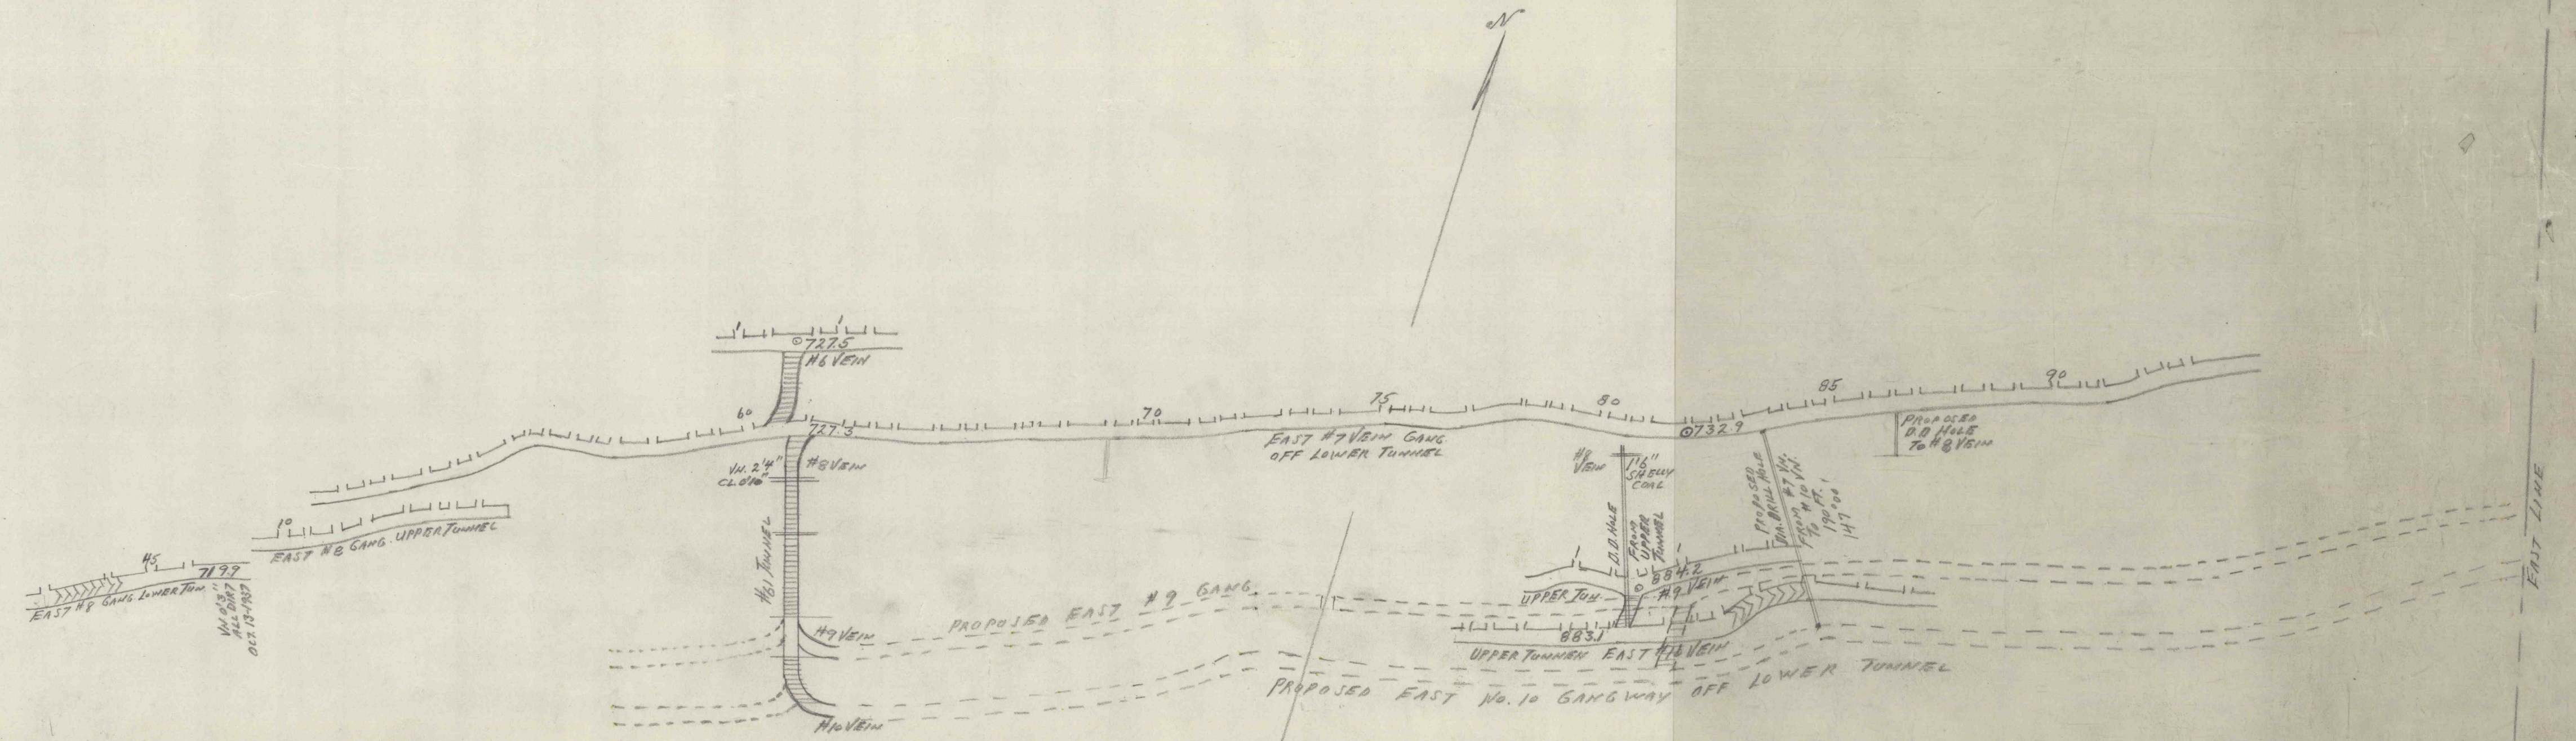 N
727.5
#6 VEIN
60
727.3
70
75
80
732.9
85
90
EAST #7 VEIN GANG
OFF LOWER TUNNEL
PROPOSED
D.D HOLE
TO #8 VEIN
VN. 2'4"
#8 VEIN
#61 TUNNEL
#9 VEIN
#10 VEIN
10
EAST #8 GANG. UPPER TUNNEL
45
719.9
EAST #8 GANG LOWER TUN.
VN. 0'3"
ALL DIRT
OCT. 13-1937
PROPOSED EAST #9 GANG.
#8
VEIN
1'6"
SHELLY
COAL
D.D. HOLE
FROM
UPPER
TUNNEL
PROPOSED
DIA. DRILL HOLE
FROM #7 VN.
TO #10 VN.
190 FT.
884.2
#9 VEIN
UPPER TUN.
883.1
UPPER TUNNEL EAST #10 VEIN
PROPOSED EAST NO. 10 GANGWAY OFF LOWER TUNNEL
EAST LINE